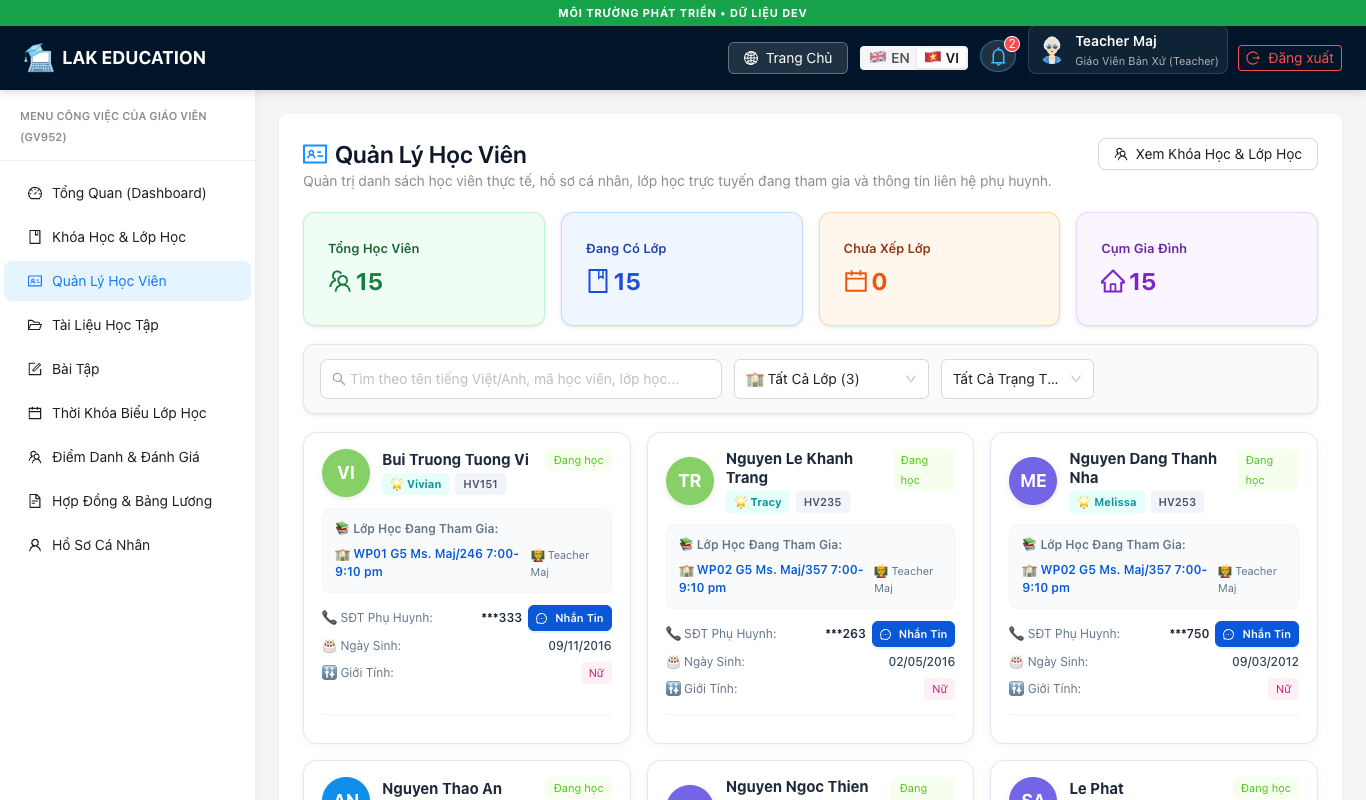 MÔI TRƯỜNG PHÁT TRIỂN • DỮ LIỆU DEV
LAK EDUCATION
Trang Chủ
EN
VI
2
Teacher Maj
Giáo Viên Bản Xứ (Teacher)
Đăng xuất
MENU CÔNG VIỆC CỦA GIÁO VIÊN
(GV952)
Tổng Quan (Dashboard)
Khóa Học & Lớp Học
Quản Lý Học Viên
Tài Liệu Học Tập
Bài Tập
Thời Khóa Biểu Lớp Học
Điểm Danh & Đánh Giá
Hợp Đồng & Bảng Lương
Hồ Sơ Cá Nhân
Quản Lý Học Viên
Xem Khóa Học & Lớp Học
Quản trị danh sách học viên thực tế, hồ sơ cá nhân, lớp học trực tuyến đang tham gia và thông tin liên hệ phụ huynh.
Tổng Học Viên
15
Đang Có Lớp
15
Chưa Xếp Lớp
0
Cụm Gia Đình
15
Tìm theo tên tiếng Việt/Anh, mã học viên, lớp học...
Tất Cả Lớp (3)
Tất Cả Trạng T...
VI
Bui Truong Tuong Vi
Đang học
Vivian
HV151
Lớp Học Đang Tham Gia:
WP01 G5 Ms. Maj/246 7:00-
9:10 pm
Teacher
Maj
SĐT Phụ Huynh:
***333
Nhắn Tin
Ngày Sinh:
09/11/2016
Giới Tính:
Nữ
TR
Nguyen Le Khanh
Trang
Đang
học
Tracy
HV235
Lớp Học Đang Tham Gia:
WP02 G5 Ms. Maj/357 7:00-
9:10 pm
Teacher
Maj
SĐT Phụ Huynh:
***263
Nhắn Tin
Ngày Sinh:
02/05/2016
Giới Tính:
Nữ
ME
Nguyen Dang Thanh
Nha
Đang
học
Melissa
HV253
Lớp Học Đang Tham Gia:
WP02 G5 Ms. Maj/357 7:00-
9:10 pm
Teacher
Maj
SĐT Phụ Huynh:
***750
Nhắn Tin
Ngày Sinh:
09/03/2012
Giới Tính:
Nữ
AN
Nguyen Thao An
Đang học
Nguyen Ngoc Thien
Đang
SA
Le Phat
Đang học